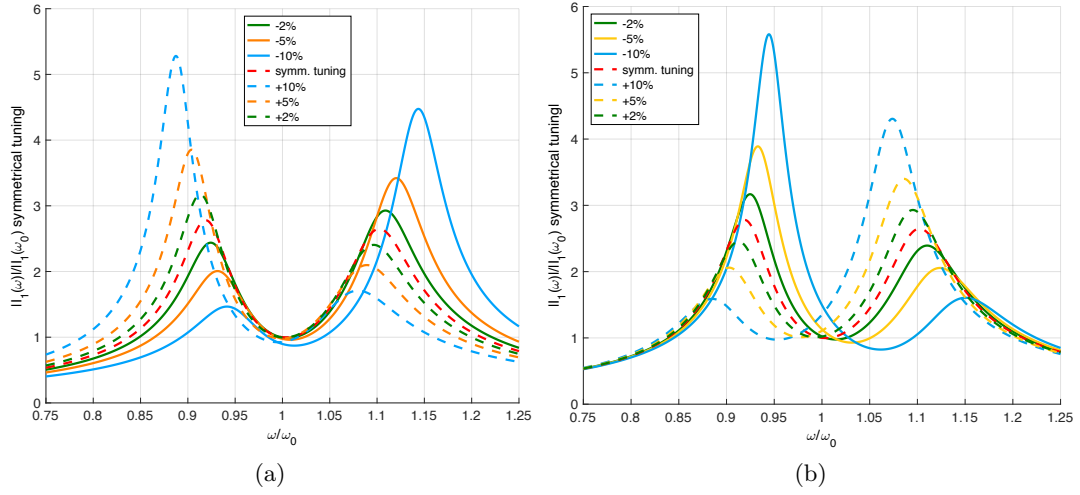 6
5
4
3
2
1
0
|I₁(ω)/I₁(ω₀) symmetrical tuning|
-2%
-5%
-10%
symm. tuning
+10%
+5%
+2%
0.75 0.8 0.85 0.9 0.95 1 1.05 1.1 1.15 1.2 1.25
ω/ω₀
(a)
6
5
4
3
2
1
0
|I₁(ω)/I₁(ω₀) symmetrical tuning|
-2%
-5%
-10%
symm. tuning
+10%
+5%
+2%
0.75 0.8 0.85 0.9 0.95 1 1.05 1.1 1.15 1.2 1.25
ω/ω₀
(b)